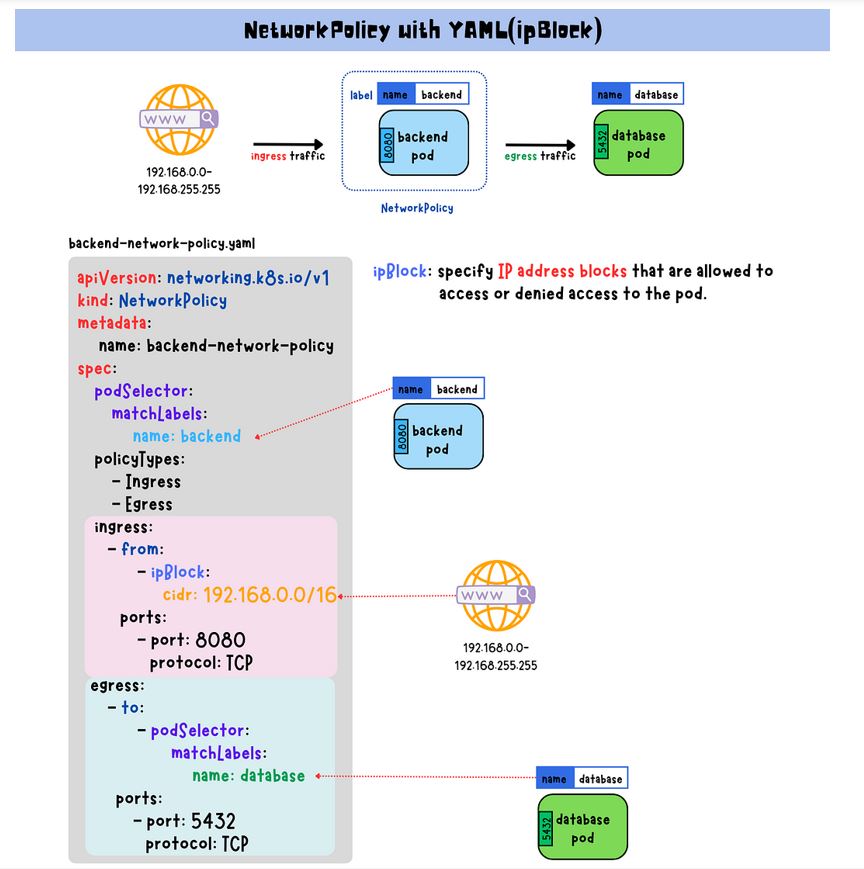 NetworkPolicy with YAML(ipBlock)
label name backend
name database
www
8080 backend
pod
5432 database
pod
ingress traffic
egress traffic
192.168.0.0-
192.168.255.255
NetworkPolicy
backend-network-policy.yaml
apiVersion: networking.k8s.io/v1
kind: NetworkPolicy
metadata:
name: backend-network-policy
spec:
podSelector:
matchLabels:
name: backend
policyTypes:
- Ingress
- Egress
ingress:
- from:
- ipBlock:
cidr: 192.168.0.0/16
ports:
- port: 8080
protocol: TCP
egress:
- to:
- podSelector:
matchLabels:
name: database
ports:
- port: 5432
protocol: TCP
ipBlock: specify IP address blocks that are allowed to
access or denied access to the pod.
name backend
8080 backend
pod
www
192.168.0.0-
192.168.255.255
name database
5432 database
pod